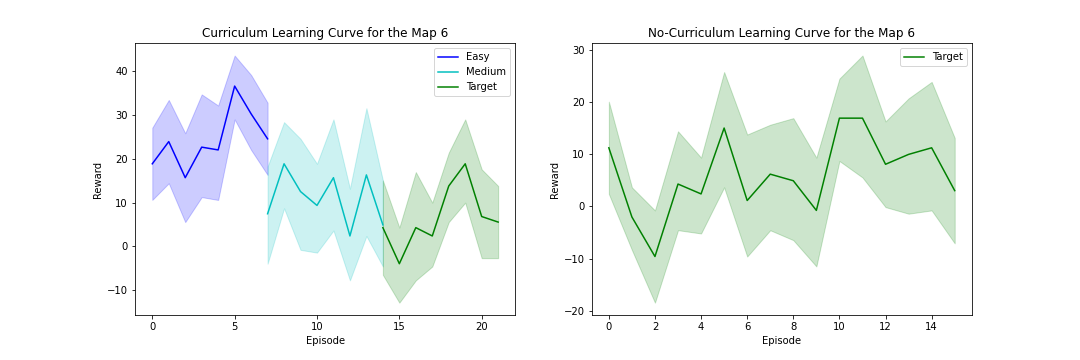 Curriculum Learning Curve for the Map 6
40
30
20
10
0
−10
Reward
0
5
10
15
20
Episode
Easy
Medium
Target
No-Curriculum Learning Curve for the Map 6
30
20
10
0
−10
−20
Reward
0
2
4
6
8
10
12
14
Episode
Target